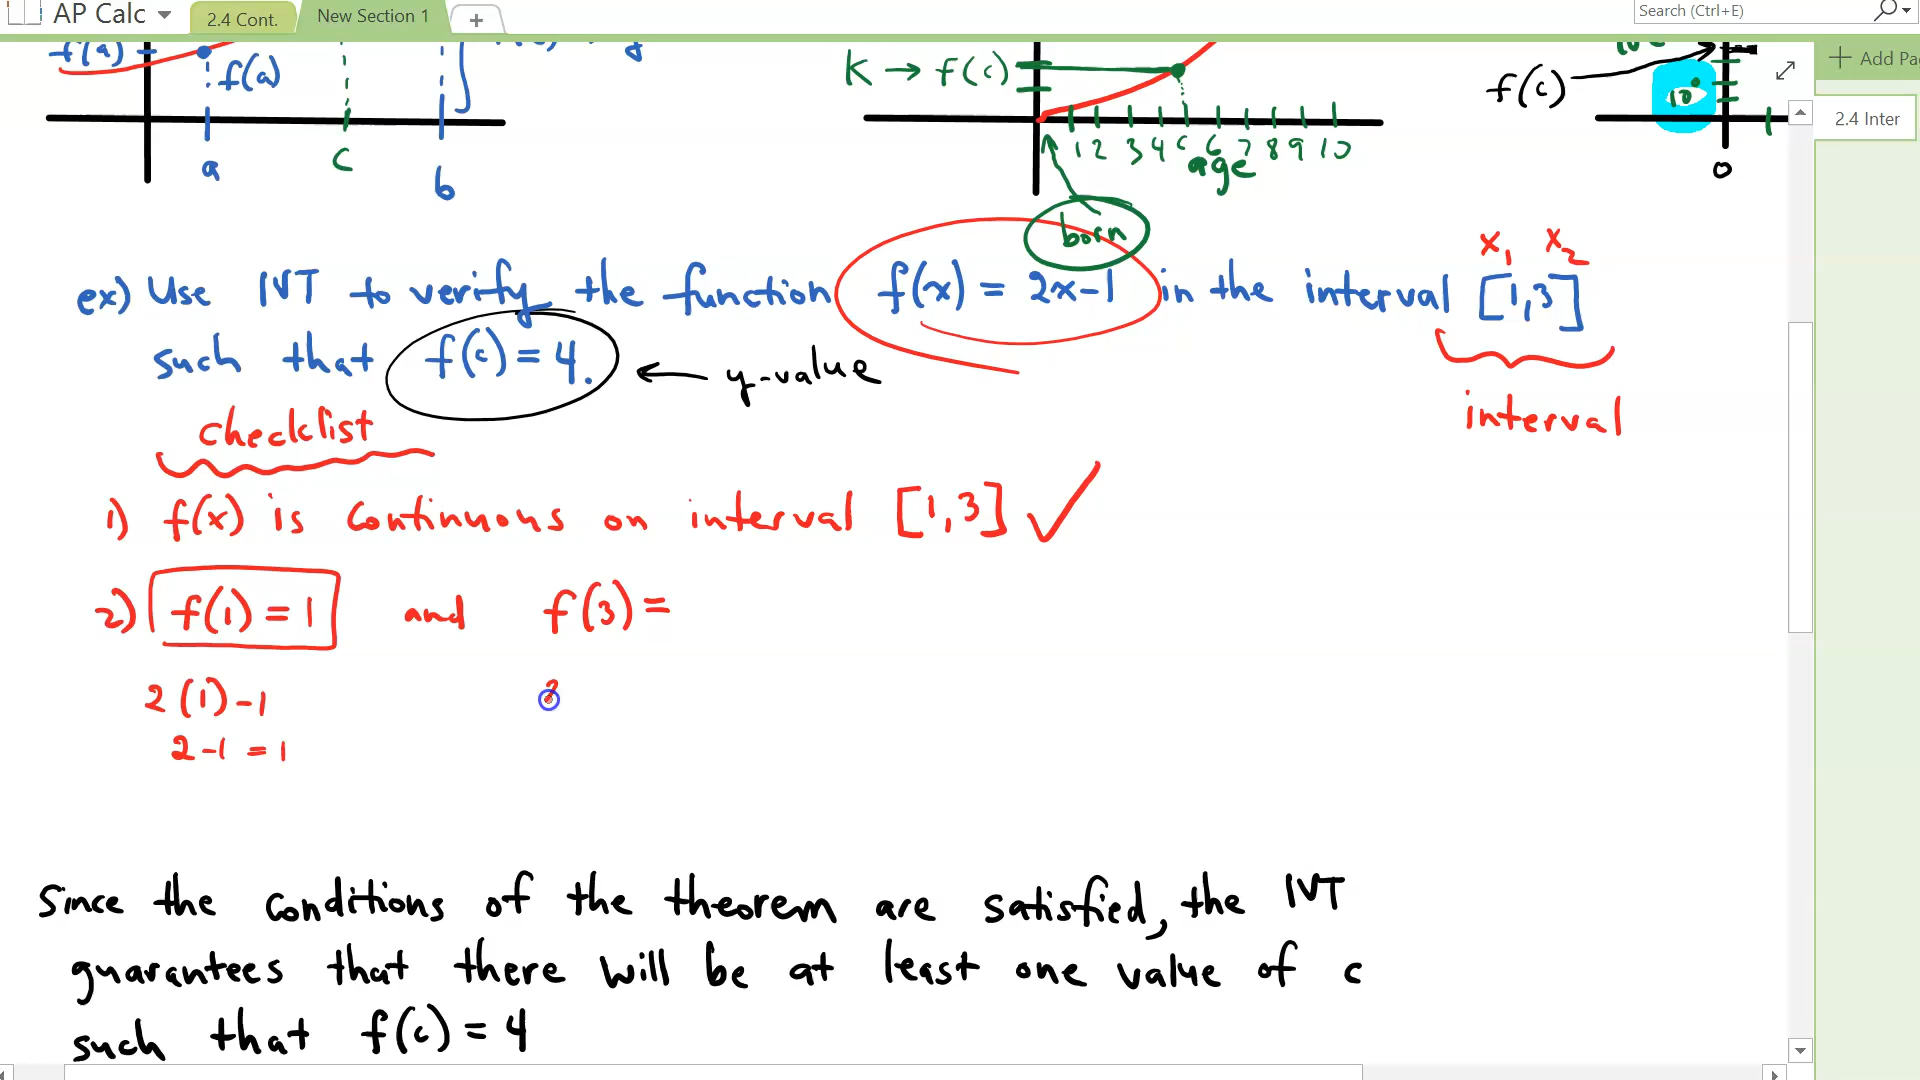 AP Calc
2.4 Cont.
New Section 1
Search (Ctrl+E)
Add Pa
2.4 Inter
f(a)
f(a)
a
c
b
K → f(c)
1 2 3 4 5 6 7 8 9 10
age
born
f(c)
10
0
x₁ x₂
ex) Use IVT to verify the function f(x) = 2x-1 in the interval [1,3]
such that f(c) = 4. ← y-value
interval
checklist
1) f(x) is continuous on interval [1,3] ✓
2) f(1) = 1 and f(3) =
2(1)-1
2-1 = 1
Since the conditions of the theorem are satisfied, the IVT
guarantees that there will be at least one value of c
such that f(c) = 4